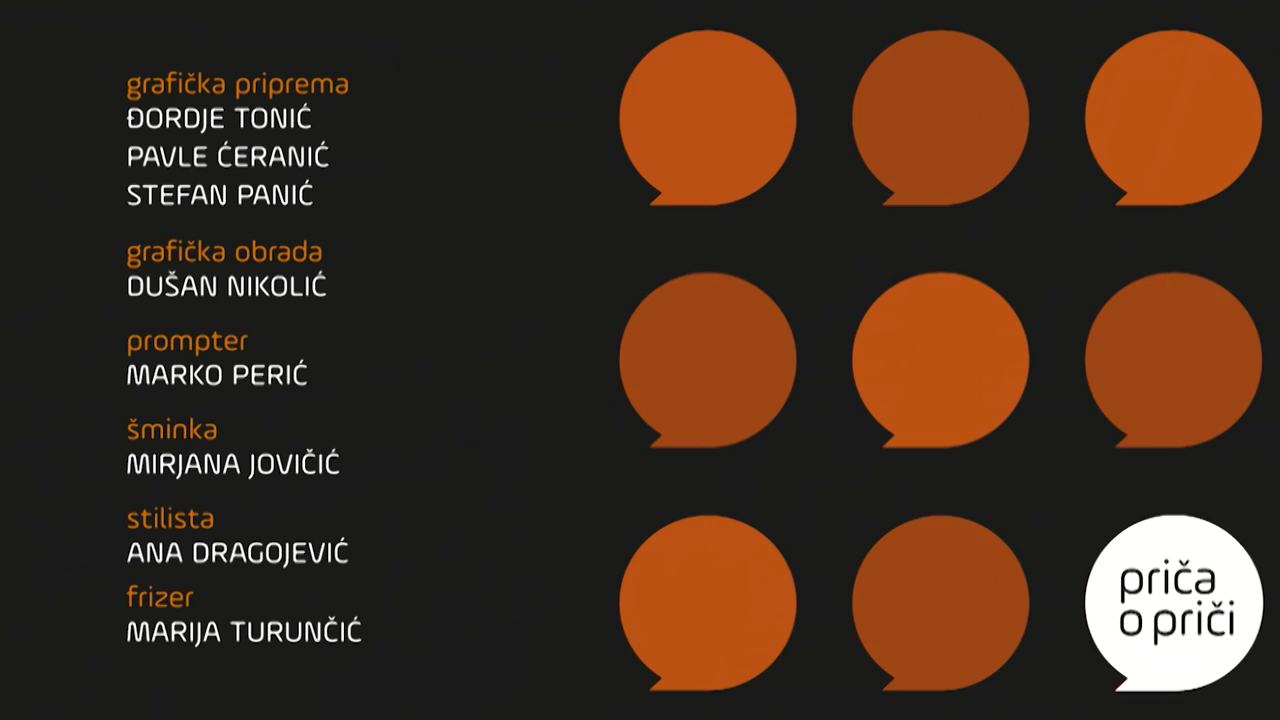 grafička priprema
ĐORDJE TONIĆ
PAVLE ĆERANIĆ
STEFAN PANIĆ
grafička obrada
DUŠAN NIKOLIĆ
prompter
MARKO PERIĆ
šminka
MIRJANA JOVIČIĆ
stilista
ANA DRAGOJEVIĆ
frizer
MARIJA TURUNČIĆ
priča
o priči